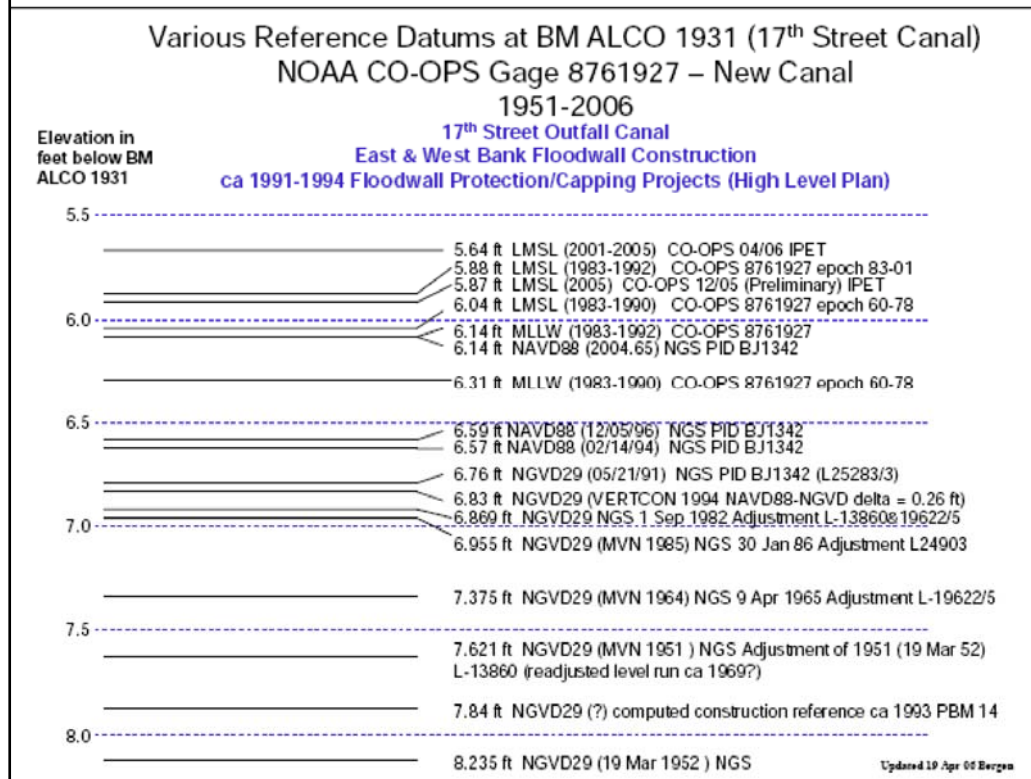 Various Reference Datums at BM ALCO 1931 (17th Street Canal)
NOAA CO-OPS Gage 8761927 – New Canal
1951-2006
17th Street Outfall Canal
East & West Bank Floodwall Construction
ca 1991-1994 Floodwall Protection/Capping Projects (High Level Plan)
Elevation in
feet below BM
ALCO 1931
5.5
5.64 ft LMSL (2001-2005) CO-OPS 04/06 IPET
5.88 ft LMSL (1983-1992) CO-OPS 8761927 epoch 83-01
5.87 ft LMSL (2005) CO-OPS 12/05 (Preliminary) IPET
6.04 ft LMSL (1983-1990) CO-OPS 8761927 epoch 60-78
6.0
6.14 ft MLLW (1983-1992) CO-OPS 8761927
6.14 ft NAVD88 (2004.65) NGS PID BJ1342
6.31 ft MLLW (1983-1990) CO-OPS 8761927 epoch 60-78
6.5
6.59 ft NAVD88 (12/05/96) NGS PID BJ1342
6.57 ft NAVD88 (02/14/94) NGS PID BJ1342
6.76 ft NGVD29 (05/21/91) NGS PID BJ1342 (L25283/3)
6.83 ft NGVD29 (VERTCON 1994 NAVD88-NGVD delta = 0.26 ft)
6.869 ft NGVD29 NGS 1 Sep 1982 Adjustment L-13860&19622/5
7.0
6.955 ft NGVD29 (MVN 1985) NGS 30 Jan 86 Adjustment L24903
7.375 ft NGVD29 (MVN 1964) NGS 9 Apr 1965 Adjustment L-19622/5
7.5
7.621 ft NGVD29 (MVN 1951 ) NGS Adjustment of 1951 (19 Mar 52)
L-13860 (readjusted level run ca 1969?)
7.84 ft NGVD29 (?) computed construction reference ca 1993 PBM 14
8.0
8.235 ft NGVD29 (19 Mar 1952 ) NGS
Updated 19 Apr 06 Bergen